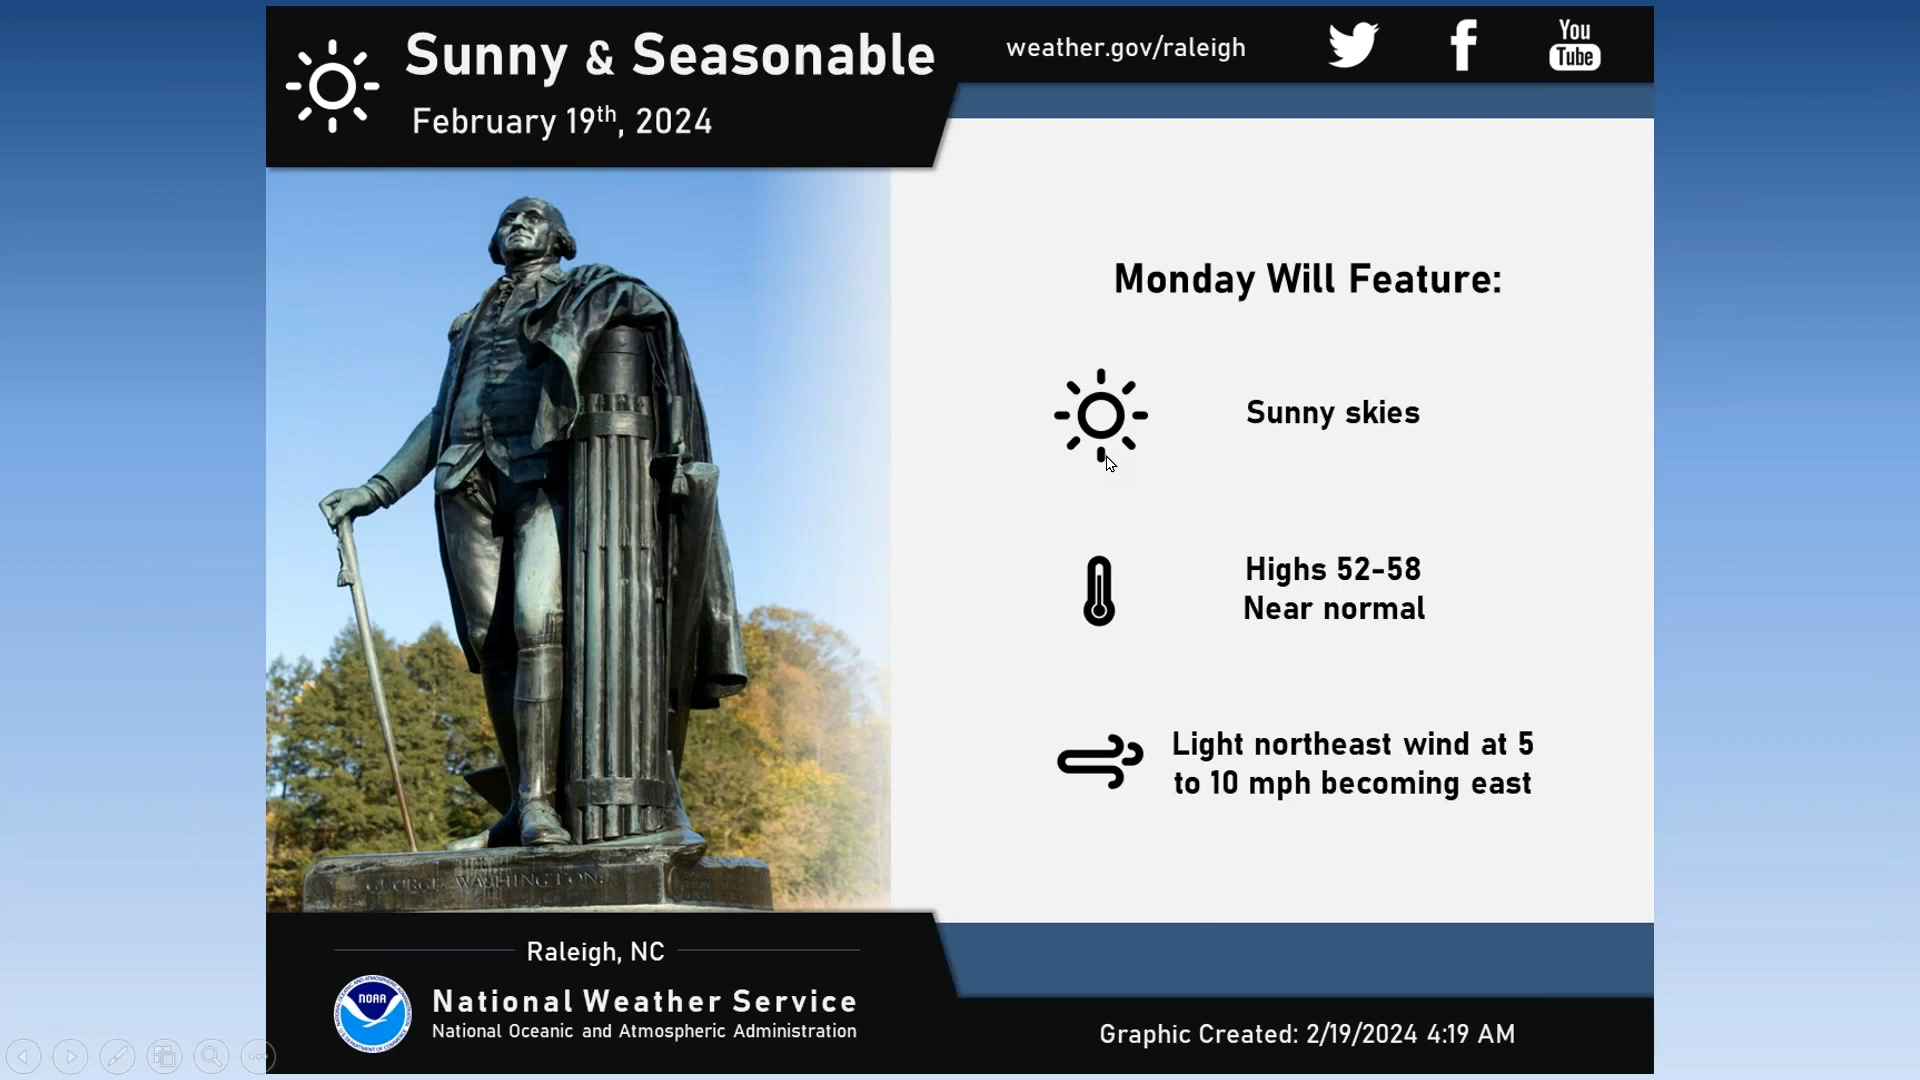 Sunny & Seasonable
February 19th, 2024
weather.gov/raleigh
You
Tube
Monday Will Feature:
Sunny skies
Highs 52-58
Near normal
Light northeast wind at 5
to 10 mph becoming east
GEORGE WASHINGTON
Raleigh, NC
NOAA
National Weather Service
National Oceanic and Atmospheric Administration
Graphic Created: 2/19/2024 4:19 AM